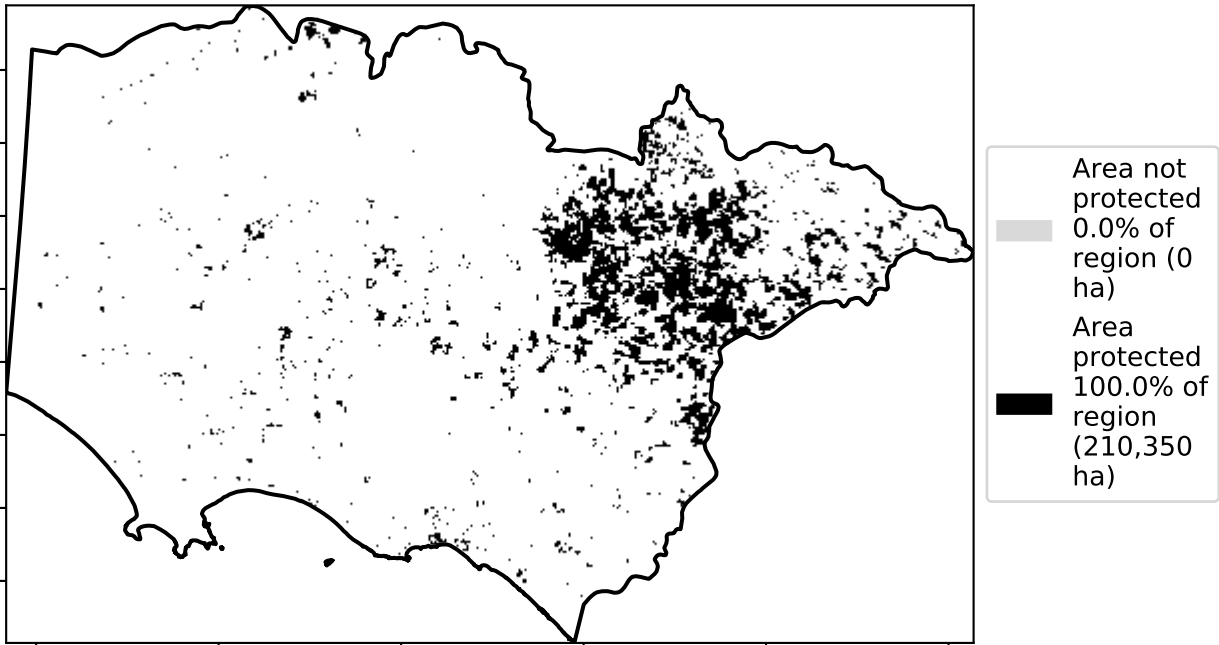 Area not
protected
0.0% of
region (0
ha)
Area
protected
100.0% of
region
(210,350
ha)